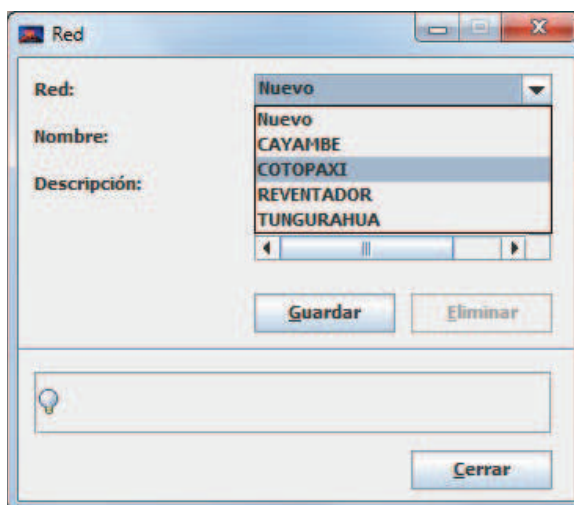 Red
Red:
Nuevo
Nuevo
Nombre:
CAYAMBE
COTOPAXI
Descripción:
REVENTADOR
TUNGURAHUA
Guardar
Eliminar
Cerrar